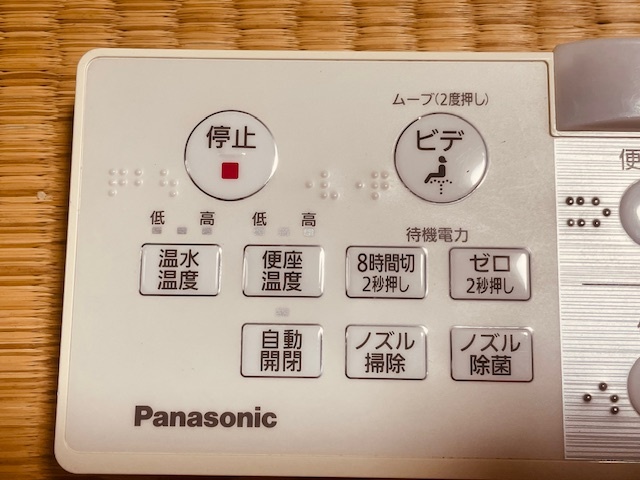 ムーブ(2度押し)
停止
ビデ
便
低 高
低 高
待機電力
温水
温度
便座
温度
8時間切
2秒押し
ゼロ
2秒押し
自動
開閉
ノズル
掃除
ノズル
除菌
Panasonic